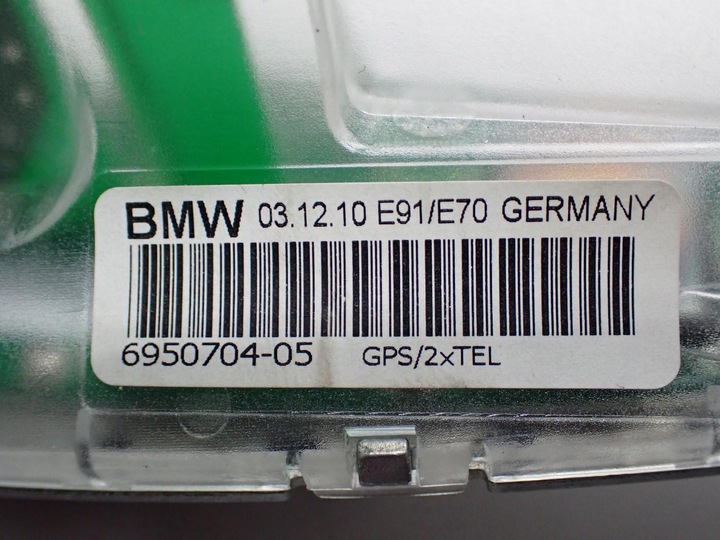 BMW 03.12.10 E91/E70 GERMANY
6950704-05 GPS/2xTEL